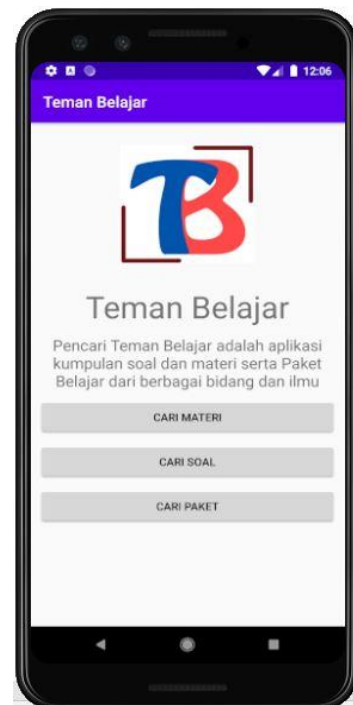 12:06
Teman Belajar
TB
Teman Belajar
Pencari Teman Belajar adalah aplikasi
kumpulan soal dan materi serta Paket
Belajar dari berbagai bidang dan ilmu
CARI MATERI
CARI SOAL
CARI PAKET